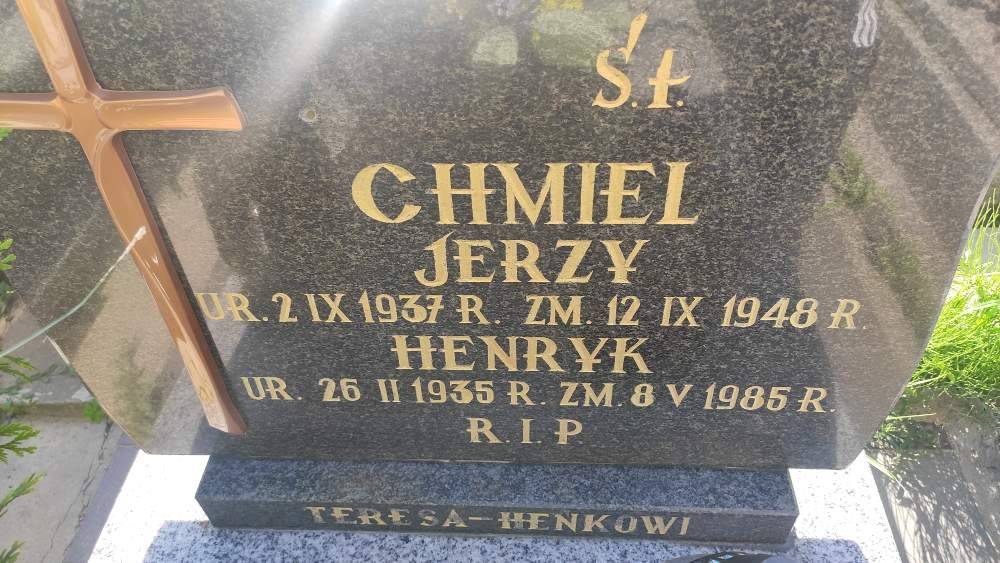 Ś.†.
CHMIEL
JERZY
UR. 2 IX 1937 R. ZM. 12 IX 1948 R.
HENRYK
UR. 26 II 1935 R. ZM. 8 V 1985 R.
R.I.P
TERESA-HENKOWI